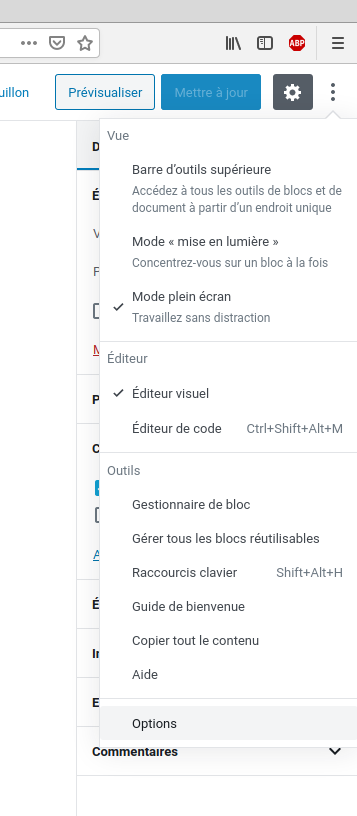 ABP
uillon
Prévisualiser
Mettre à jour
D
Vue
É
Barre d’outils supérieure
Accédez à tous les outils de blocs et de
document à partir d’un endroit unique
V
Mode « mise en lumière »
Concentrez-vous sur un bloc à la fois
Mode plein écran
Travaillez sans distraction
M
Éditeur
Éditeur visuel
P
Éditeur de code Ctrl+Shift+Alt+M
C
Outils
Gestionnaire de bloc
Gérer tous les blocs réutilisables
A
Raccourcis clavier Shift+Alt+H
É
Guide de bienvenue
Copier tout le contenu
In
Aide
E
Options
Commentaires